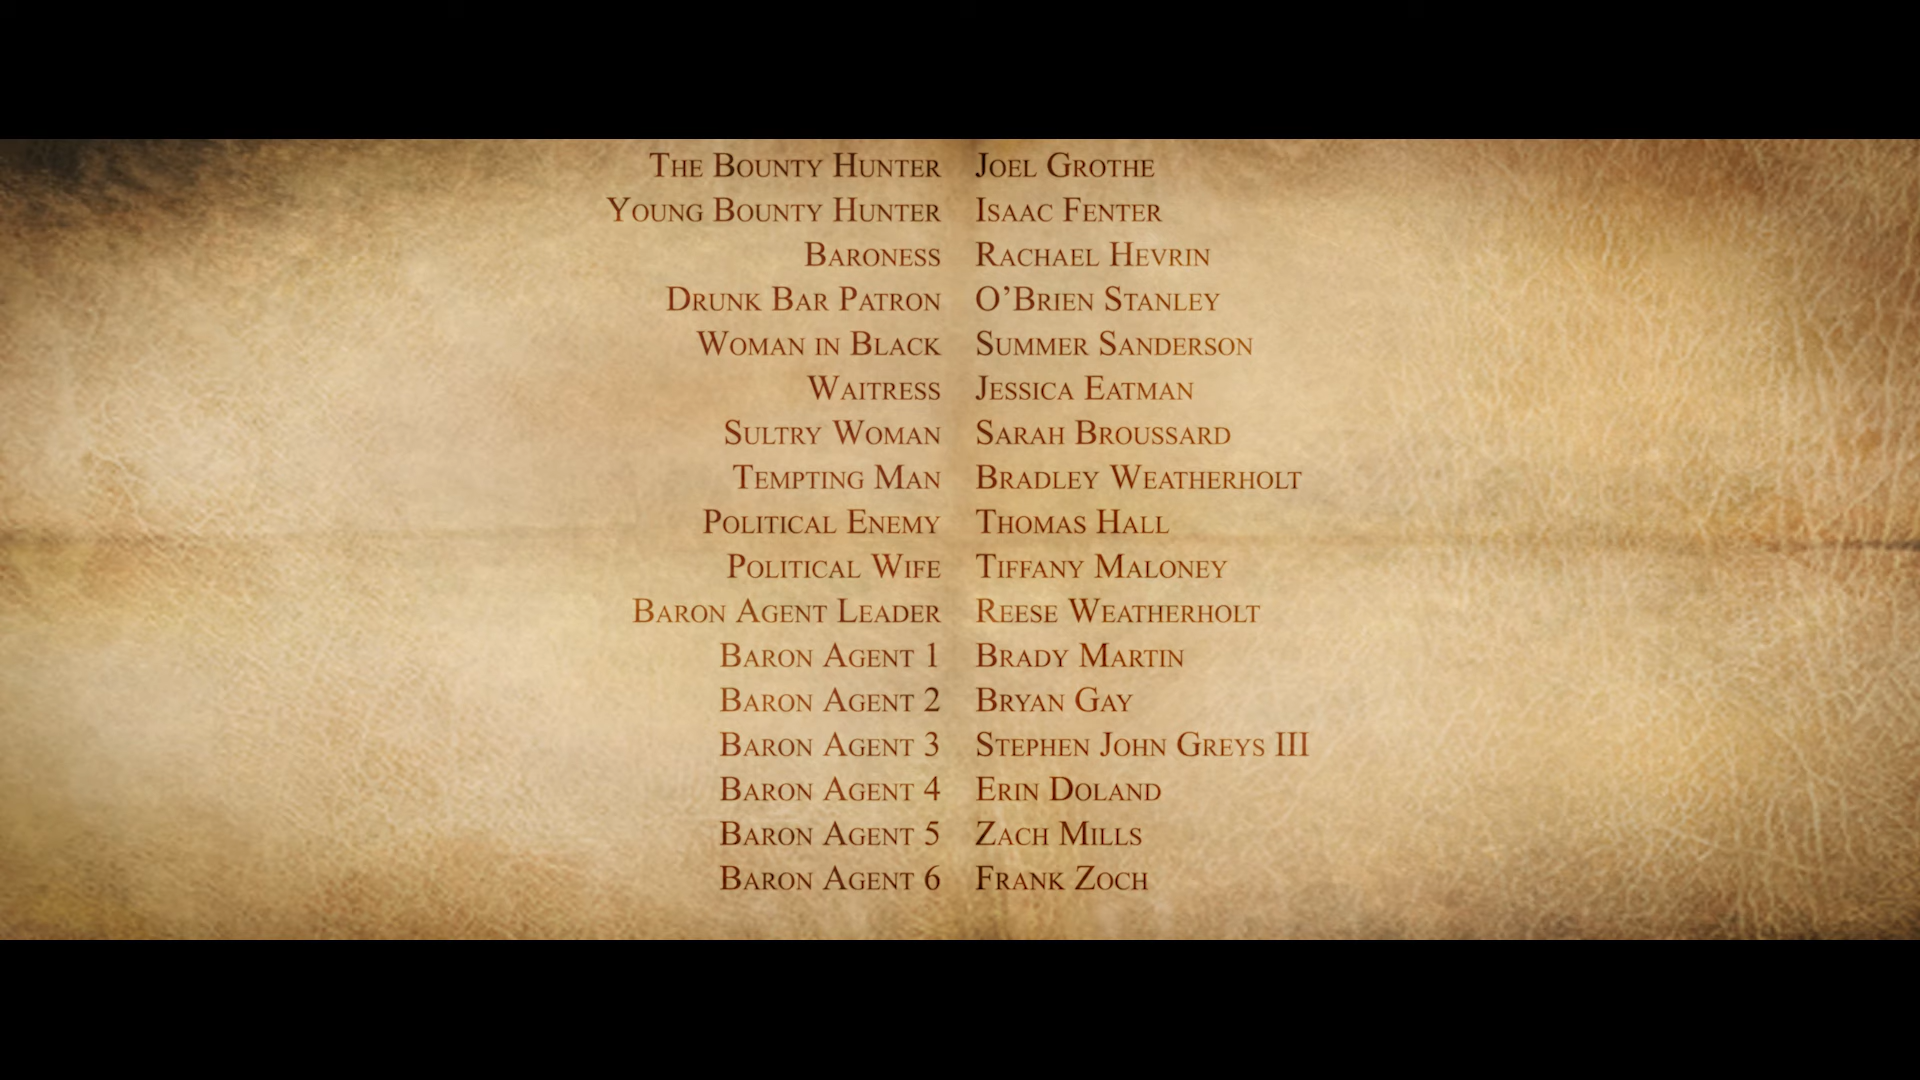 The Bounty Hunter Joel Grothe
Young Bounty Hunter Isaac Fenter
Baroness Rachael Hevrin
Drunk Bar Patron O'Brien Stanley
Woman in Black Summer Sanderson
Waitress Jessica Eatman
Sultry Woman Sarah Broussard
Tempting Man Bradley Weatherholt
Political Enemy Thomas Hall
Political Wife Tiffany Maloney
Baron Agent Leader Reese Weatherholt
Baron Agent 1 Brady Martin
Baron Agent 2 Bryan Gay
Baron Agent 3 Stephen John Greys III
Baron Agent 4 Erin Doland
Baron Agent 5 Zach Mills
Baron Agent 6 Frank Zoch